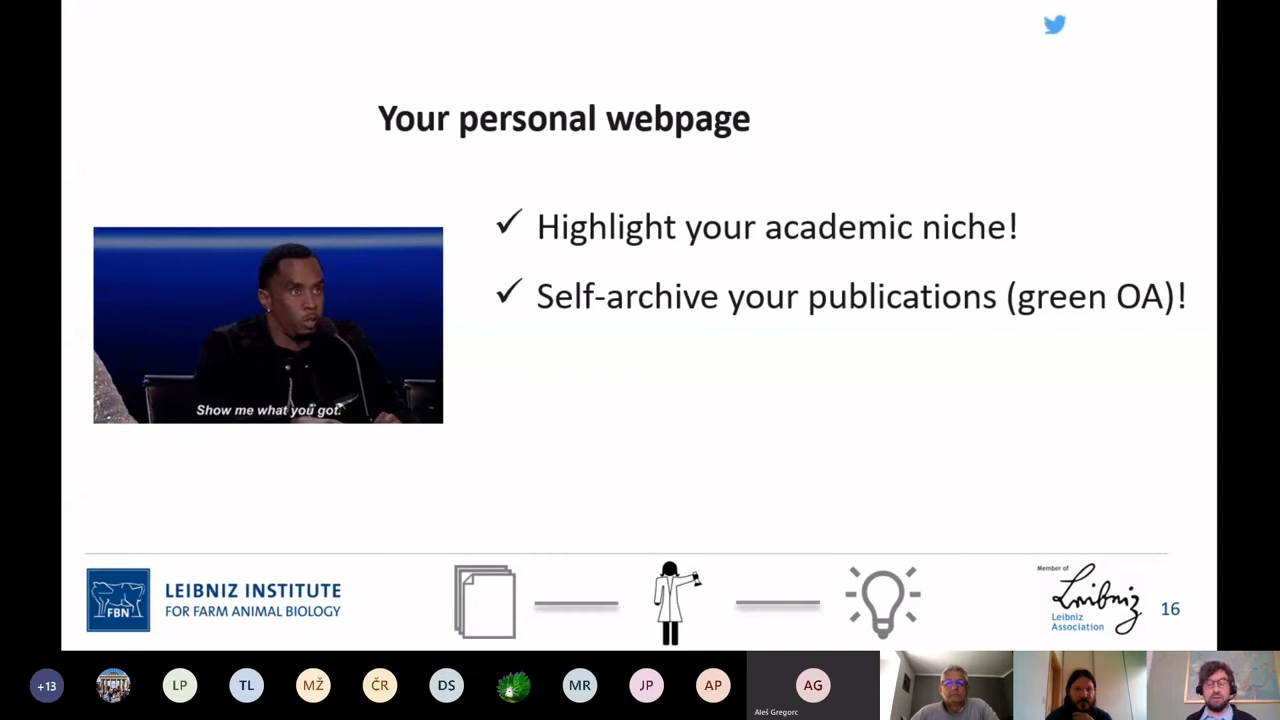 Your personal webpage
✓ Highlight your academic niche!
✓ Self-archive your publications (green OA)!
Show me what you got.
FBN
LEIBNIZ INSTITUTE
FOR FARM ANIMAL BIOLOGY
Member of
Leibniz
Leibniz
Association
16
+13
LP
TL
MŽ
ČR
DS
MR
JP
AP
AG
Aleš Gregorc